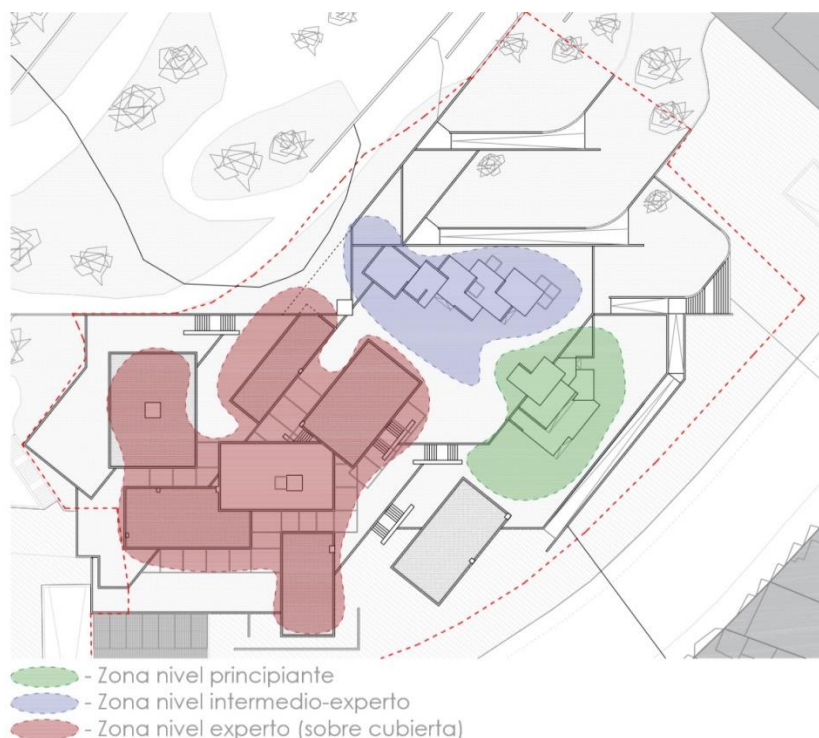 - Zona nivel principiante
- Zona nivel intermedio-experto
- Zona nivel experto (sobre cubierta)